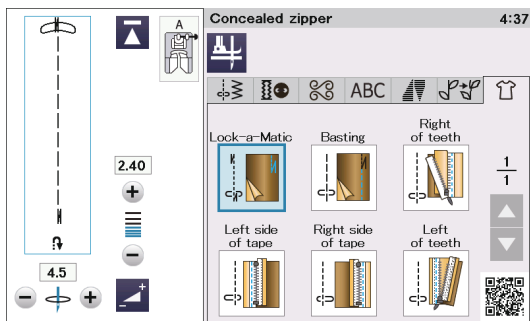 A
2.40
4.5
Concealed zipper 4:37
ABC
Lock-a-Matic
Basting
Right
of teeth
1
1
Left side
of tape
Right side
of tape
Left
of teeth